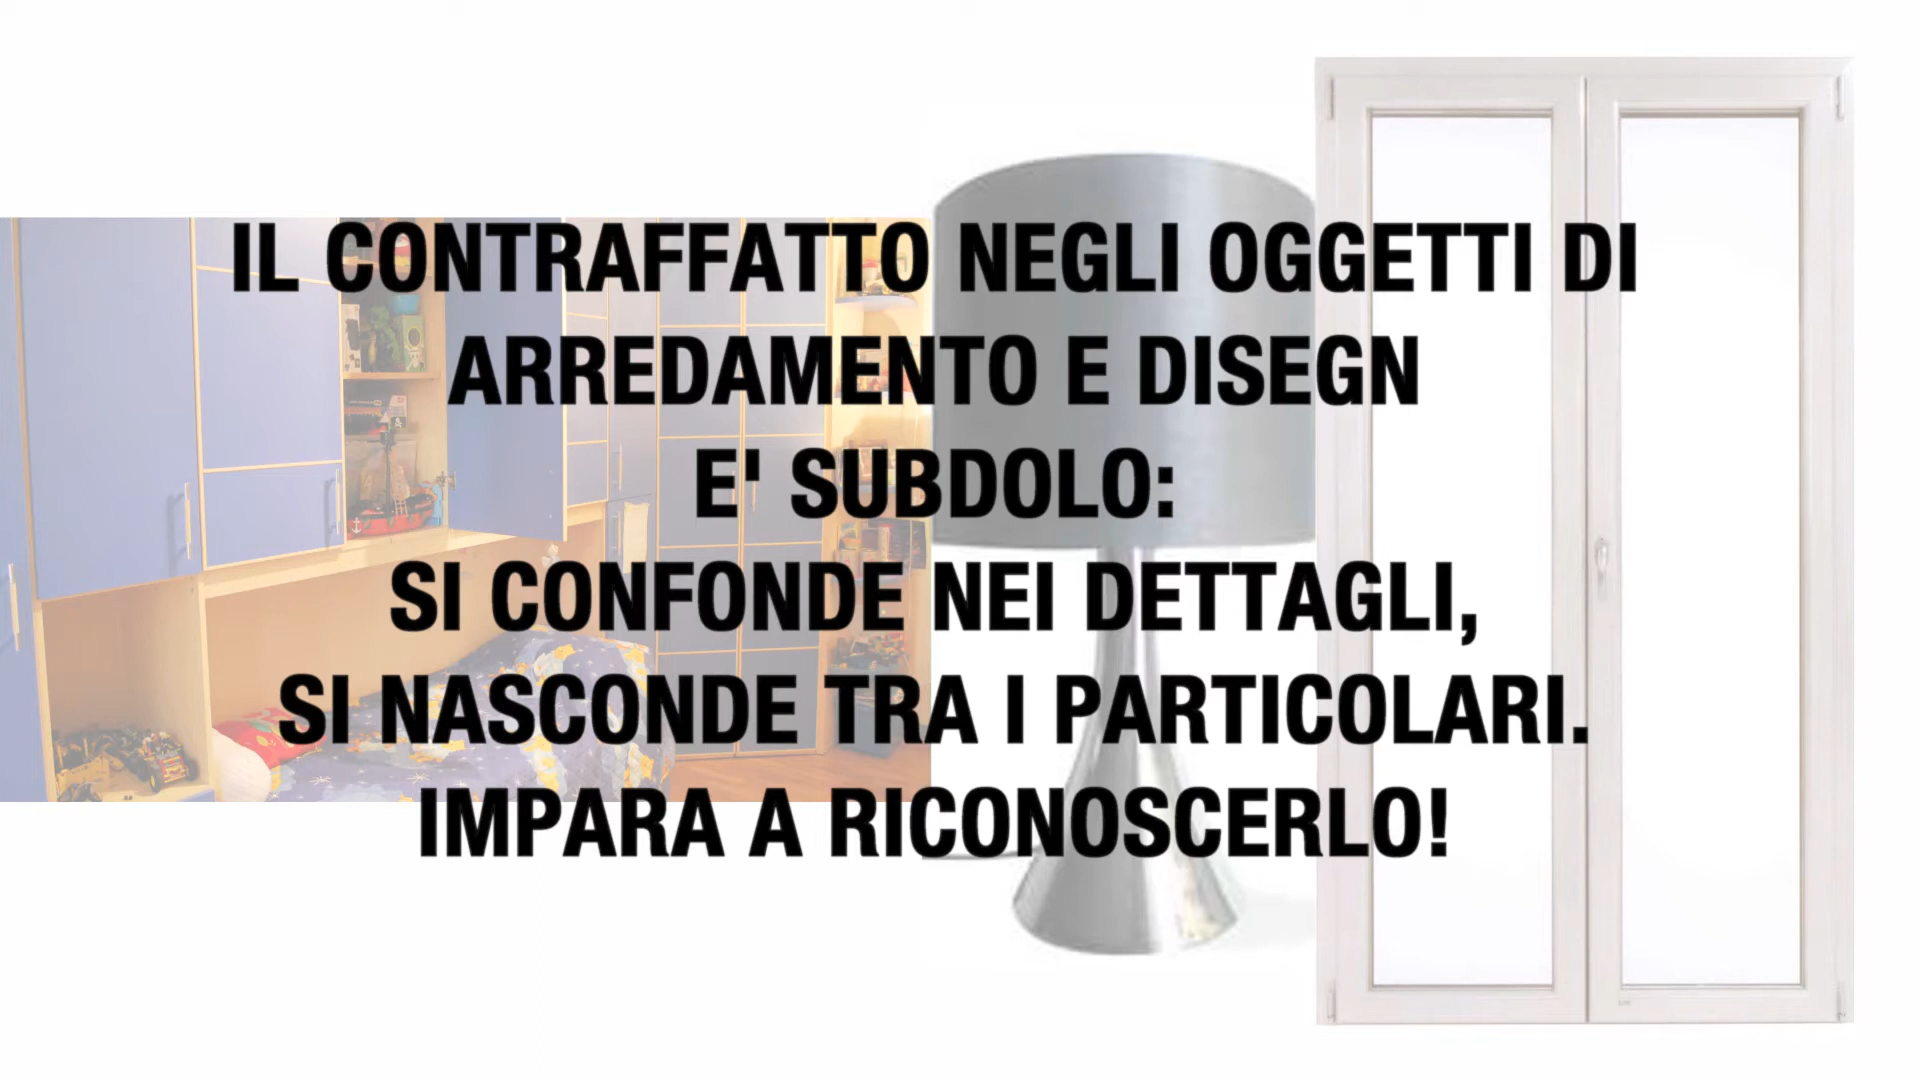 IL CONTRAFFATTO NEGLI OGGETTI DI
ARREDAMENTO E DISEGN
E' SUBDOLO:
SI CONFONDE NEI DETTAGLI,
SI NASCONDE TRA I PARTICOLARI.
IMPARA A RICONOSCERLO!